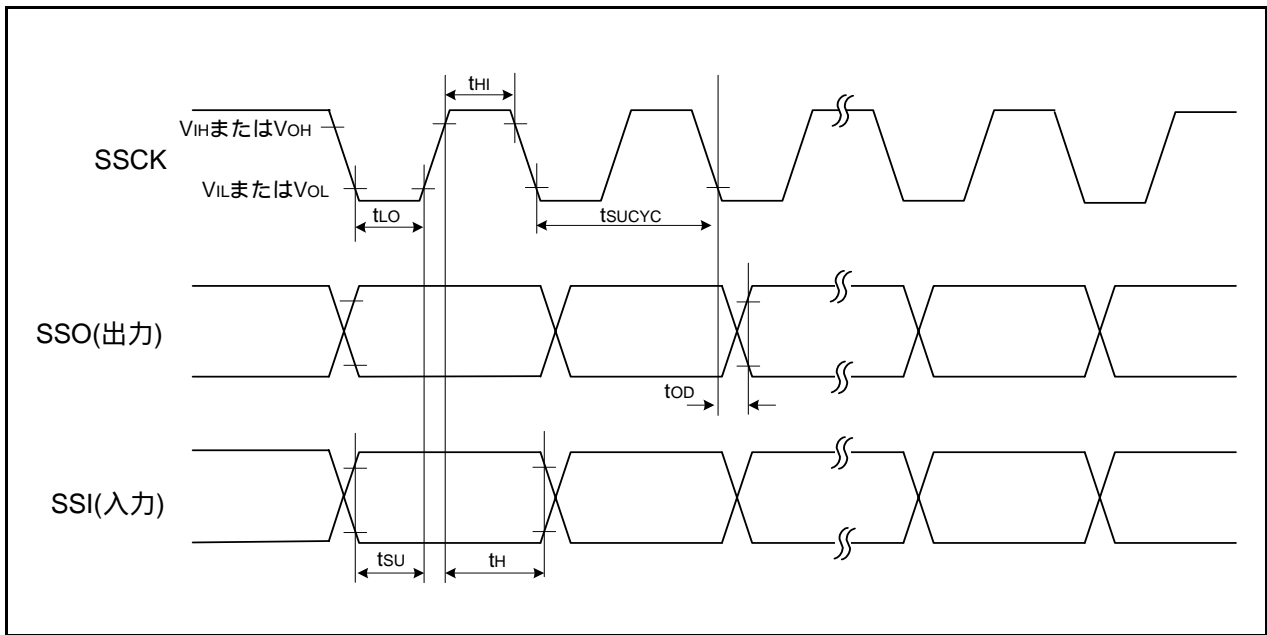 tHI
VIHまたはVOH
SSCK
VILまたはVOL
tLO
tSUCYC
SSO(出力)
tOD
SSI(入力)
tSU
tH